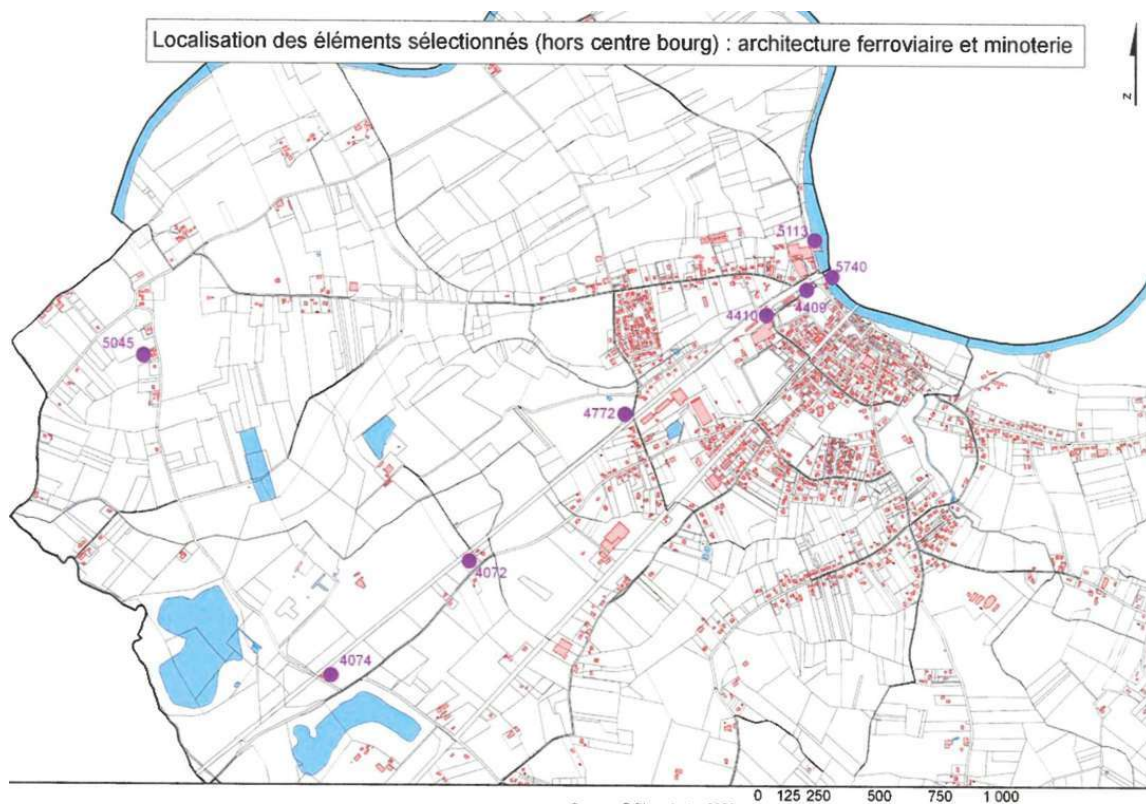 Localisation des éléments sélectionnés (hors centre bourg) : architecture ferroviaire et minoterie
N
5113
5740
4409
4410
5045
4772
4072
4074
0 125 250 500 750 1 000